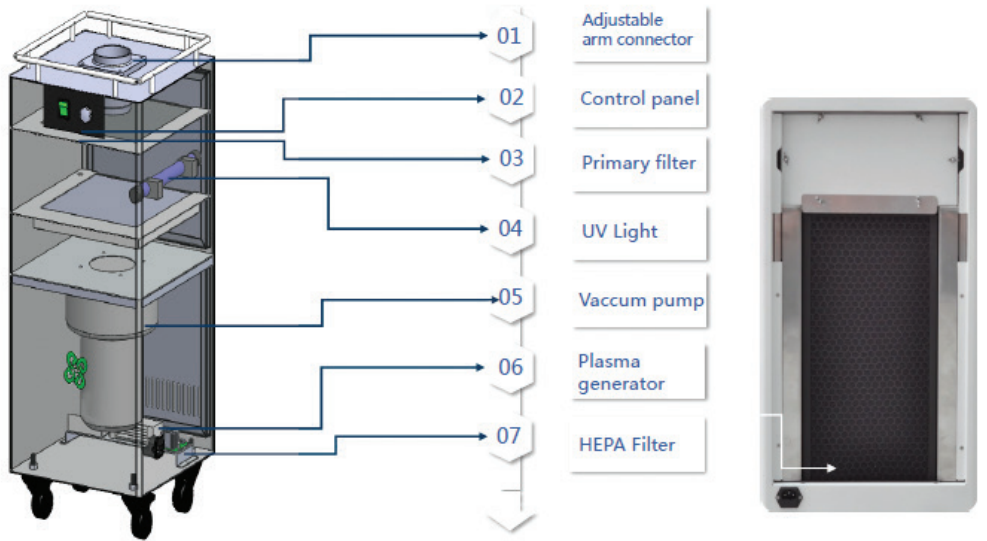 01
Adjustable
arm connector
02
Control panel
03
Primary filter
04
UV Light
05
Vaccum pump
06
Plasma
generator
07
HEPA Filter